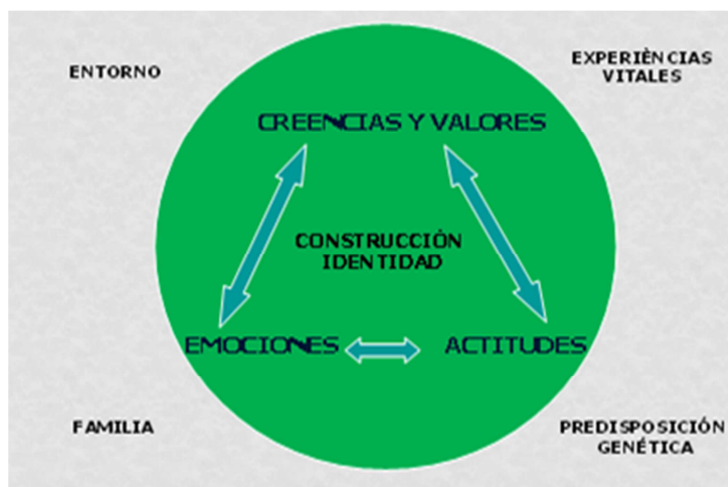 ENTORNO
EXPERIÈNCIAS
VITALES
CREENCIAS Y VALORES
CONSTRUCCIÓN
IDENTIDAD
EMOCIONES
ACTITUDES
FAMILIA
PREDISPOSICIÓN
GENÉTICA